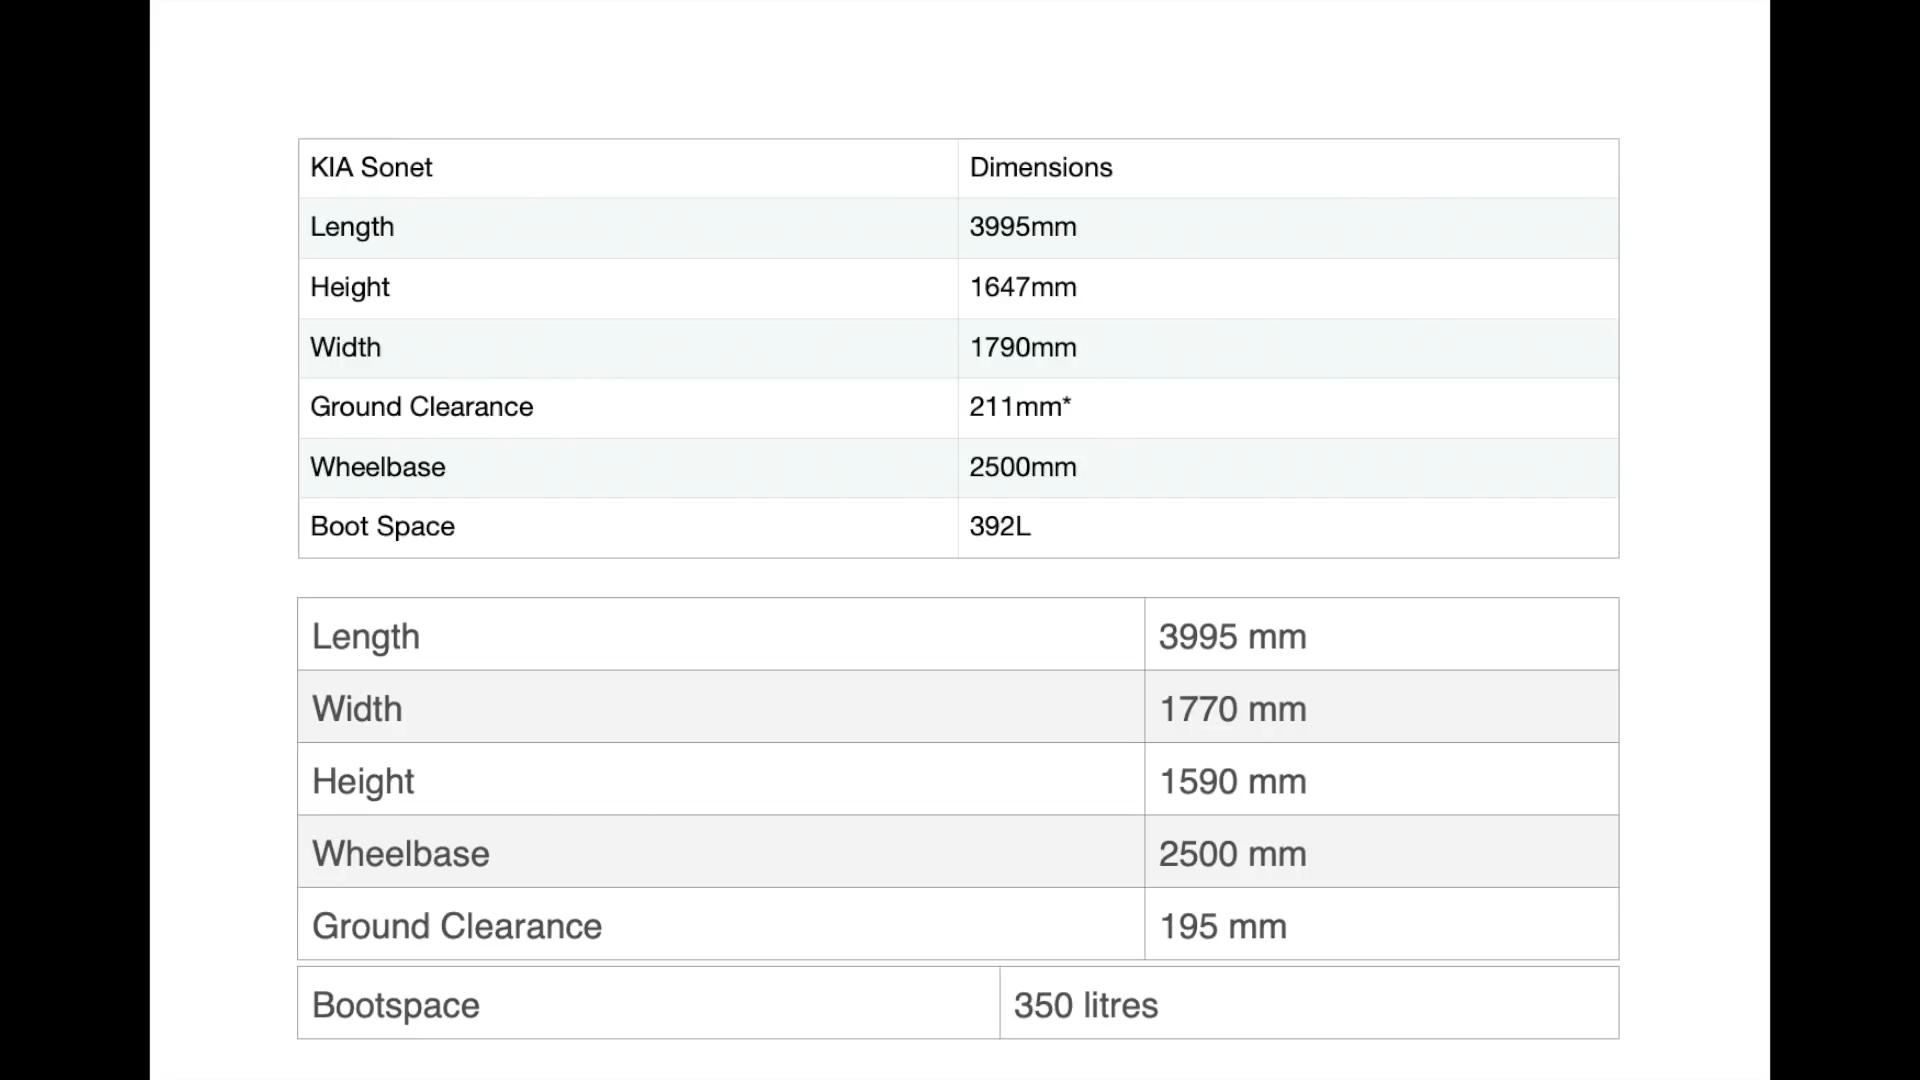 KIA Sonet Dimensions
Length 3995mm
Height 1647mm
Width 1790mm
Ground Clearance 211mm*
Wheelbase 2500mm
Boot Space 392L
Length 3995 mm
Width 1770 mm
Height 1590 mm
Wheelbase 2500 mm
Ground Clearance 195 mm
Bootspace 350 litres